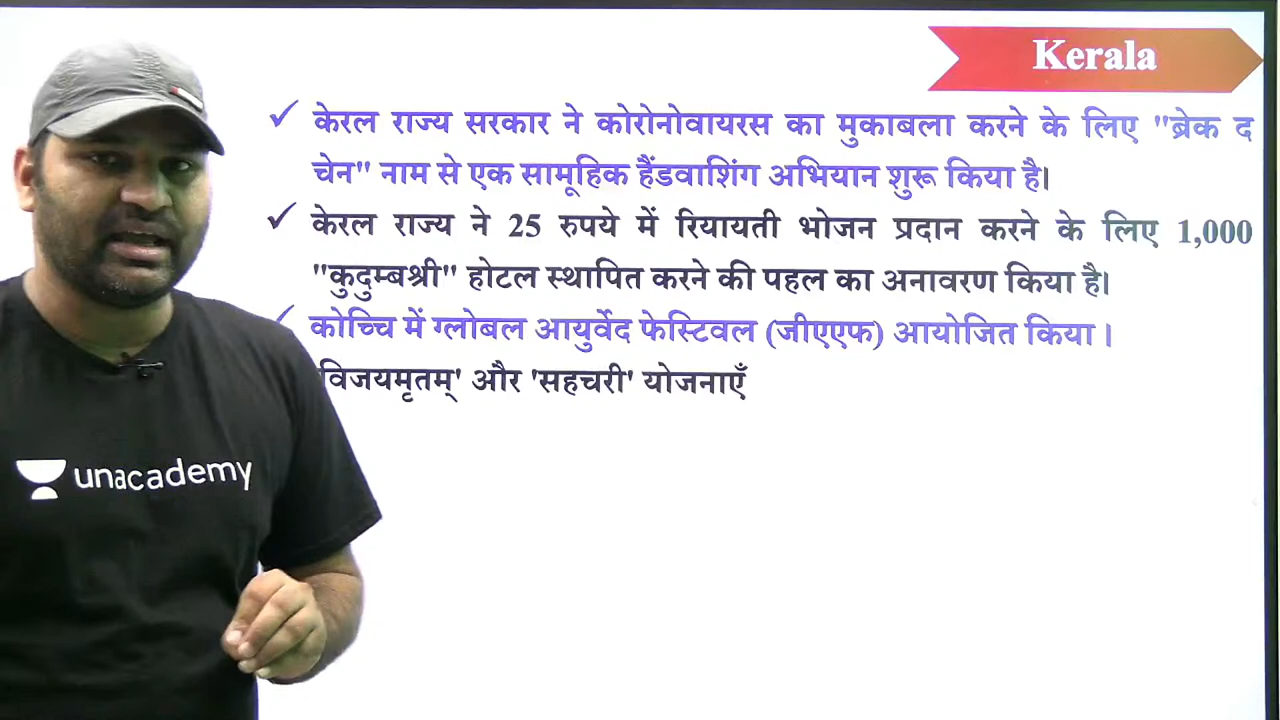 Kerala
केरल राज्य सरकार ने कोरोनोवायरस का मुकाबला करने के लिए "ब्रेक द
चेन" नाम से एक सामूहिक हैंडवाशिंग अभियान शुरू किया है।
केरल राज्य ने 25 रुपये में रियायती भोजन प्रदान करने के लिए 1,000
"कुदुम्बश्री" होटल स्थापित करने की पहल का अनावरण किया है।
कोच्चि में ग्लोबल आयुर्वेद फेस्टिवल (जीएएफ) आयोजित किया ।
विजयमृतम्' और 'सहचरी' योजनाएँ
unacademy